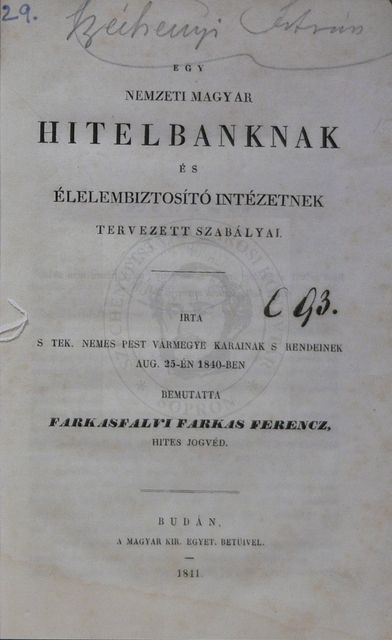 29. Széchenyi István
EGY
NEMZETI MAGYAR
HITELBANKNAK
ÉS
ÉLELEMBIZTOSÍTÓ INTÉZETNEK
TERVEZETT SZABÁLYAI.
C 93.
IRTA
S TEK. NEMES PEST VÁRMEGYE KARAINAK S RENDEINEK
AUG. 25-ÉN 1840-BEN
BEMUTATTA
FARKASFALVI FARKAS FERENCZ,
HITES JOGVÉD.
BUDÁN,
A MAGYAR KIR. EGYET. BETŰIVEL.
1841.